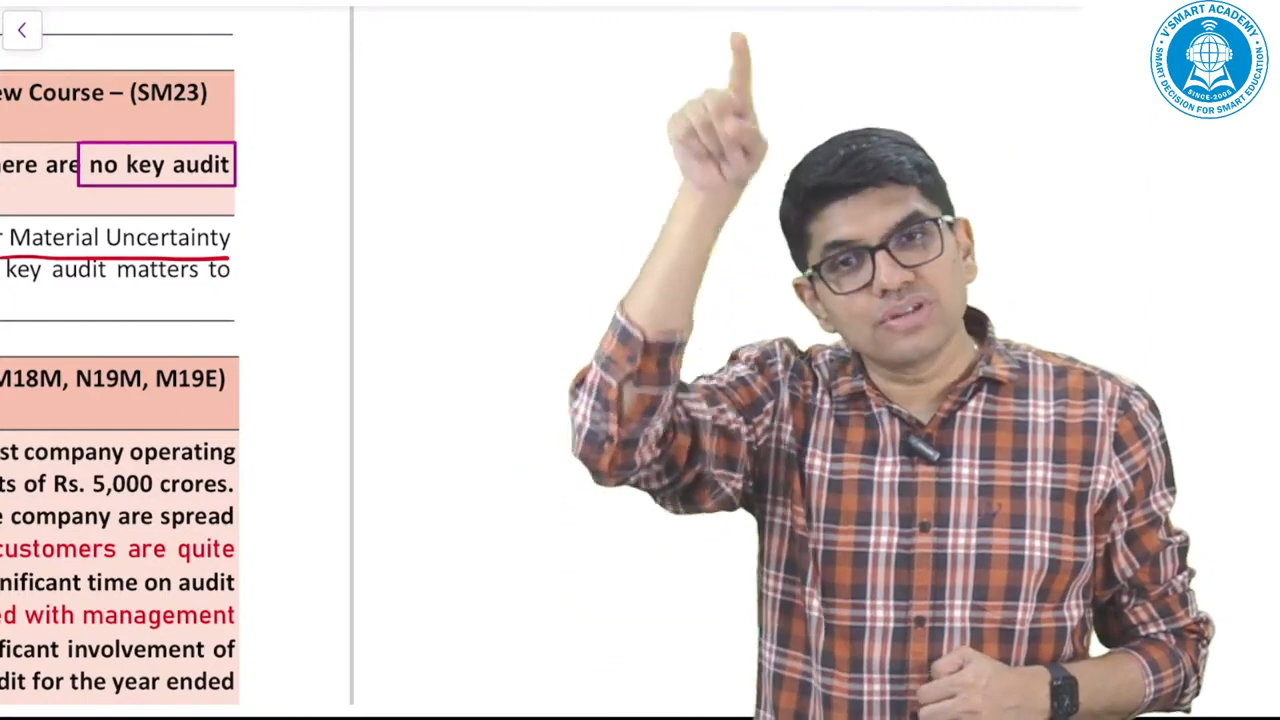 ew Course – (SM23)
ere are no key audit
r Material Uncertainty
key audit matters to
M18M, N19M, M19E)
st company operating
ts of Rs. 5,000 crores.
e company are spread
customers are quite
nificant time on audit
ed with management
ficant involvement of
dit for the year ended
V'SMART ACADEMY
SMART DECISION FOR SMART EDUCATION
SINCE-2005